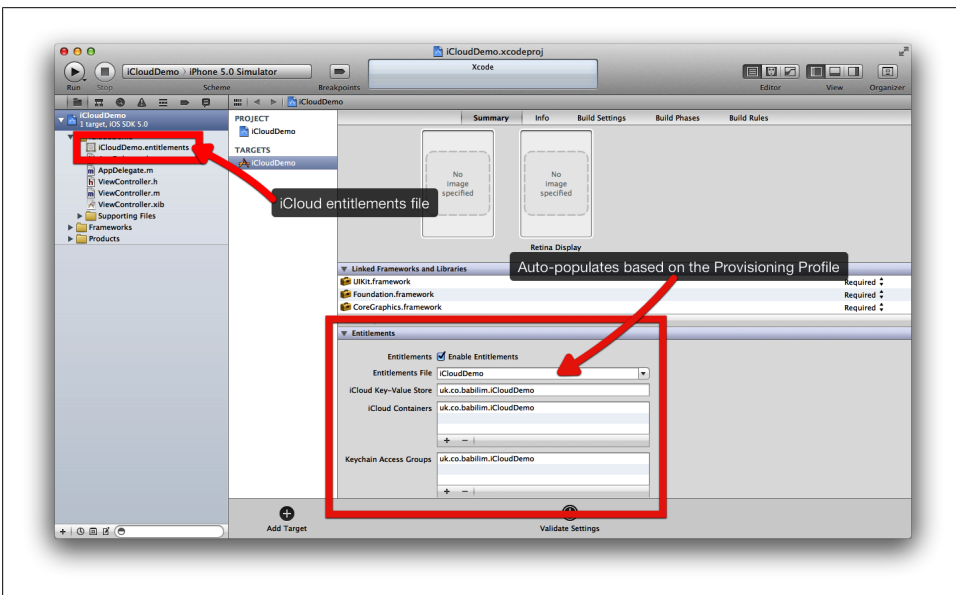 iCloudDemo.xcodeproj
iCloudDemo iPhone 5.0 Simulator
Xcode
Run Stop Scheme Breakpoints Editor View Organizer
iCloudDemo
iCloudDemo
1 target, iOS SDK 5.0
iCloudDemo.entitlements
AppDelegate.m
ViewController.h
ViewController.m
ViewController.xib
Supporting Files
Frameworks
Products
PROJECT
iCloudDemo
TARGETS
iCloudDemo
Summary Info Build Settings Build Phases Build Rules
No image specified
No image specified
Retina Display
iCloud entitlements file
Auto-populates based on the Provisioning Profile
Linked Frameworks and Libraries
UIKit.framework Required
Foundation.framework Required
CoreGraphics.framework Required
Entitlements
Entitlements Enable Entitlements
Entitlements File iCloudDemo
iCloud Key-Value Store uk.co.babilim.iCloudDemo
iCloud Containers uk.co.babilim.iCloudDemo
+ −
Keychain Access Groups uk.co.babilim.iCloudDemo
+ −
Add Target
Validate Settings